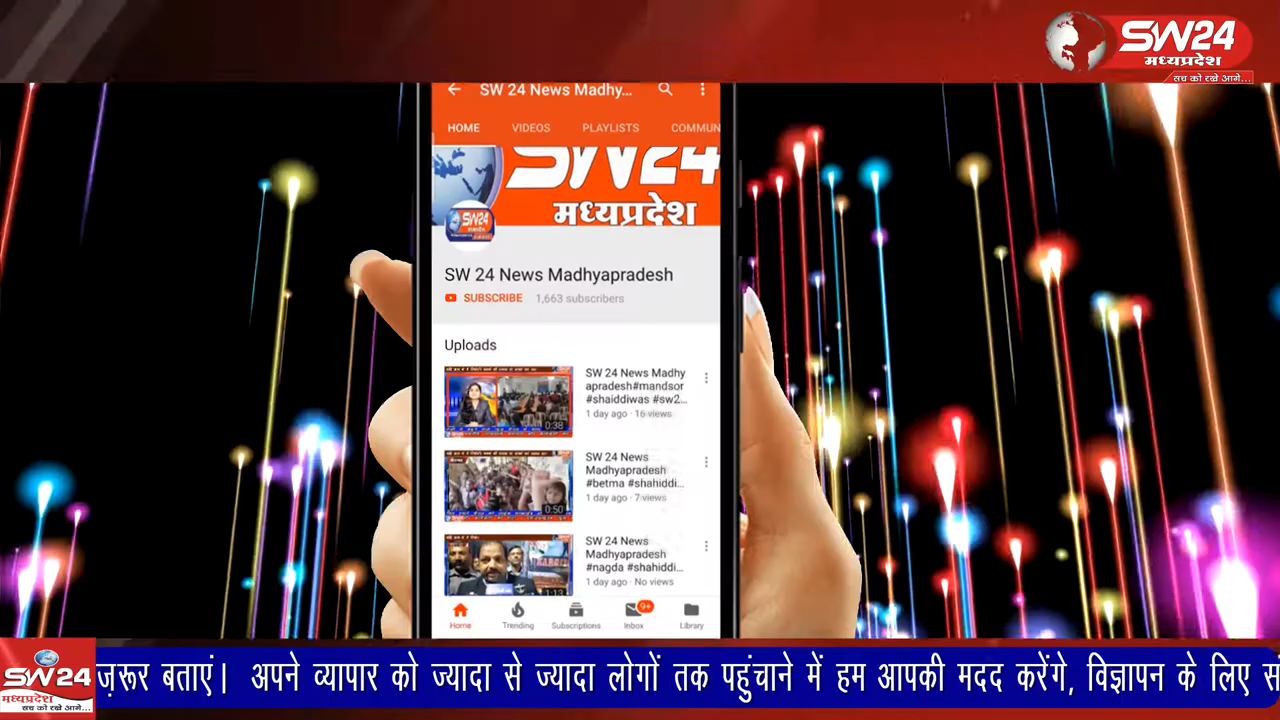 SW24
मध्यप्रदेश
सच को रखे आगे...
SW 24 News Madhy...
HOME VIDEOS PLAYLISTS COMMUN
SW24
मध्यप्रदेश
SW24
SW 24 News Madhyapradesh
SUBSCRIBE 1,663 subscribers
Uploads
SW 24 News Madhy
apradesh#mandsor
#shaiddiwas #sw2...
1 day ago · 16 views
0:38
SW 24 News
Madhyapradesh
#betma #shahiddi...
1 day ago · 7 views
0:50
SW 24 News
Madhyapradesh
#nagda #shahiddi...
1 day ago · No views
1:13
9+
Home Trending Subscriptions Inbox Library
SW24
मध्यप्रदेश
सच को रखे आगे...
ज़रूर बताएं। अपने व्यापार को ज्यादा से ज्यादा लोगों तक पहुंचाने में हम आपकी मदद करेंगे, विज्ञापन के लिए सं